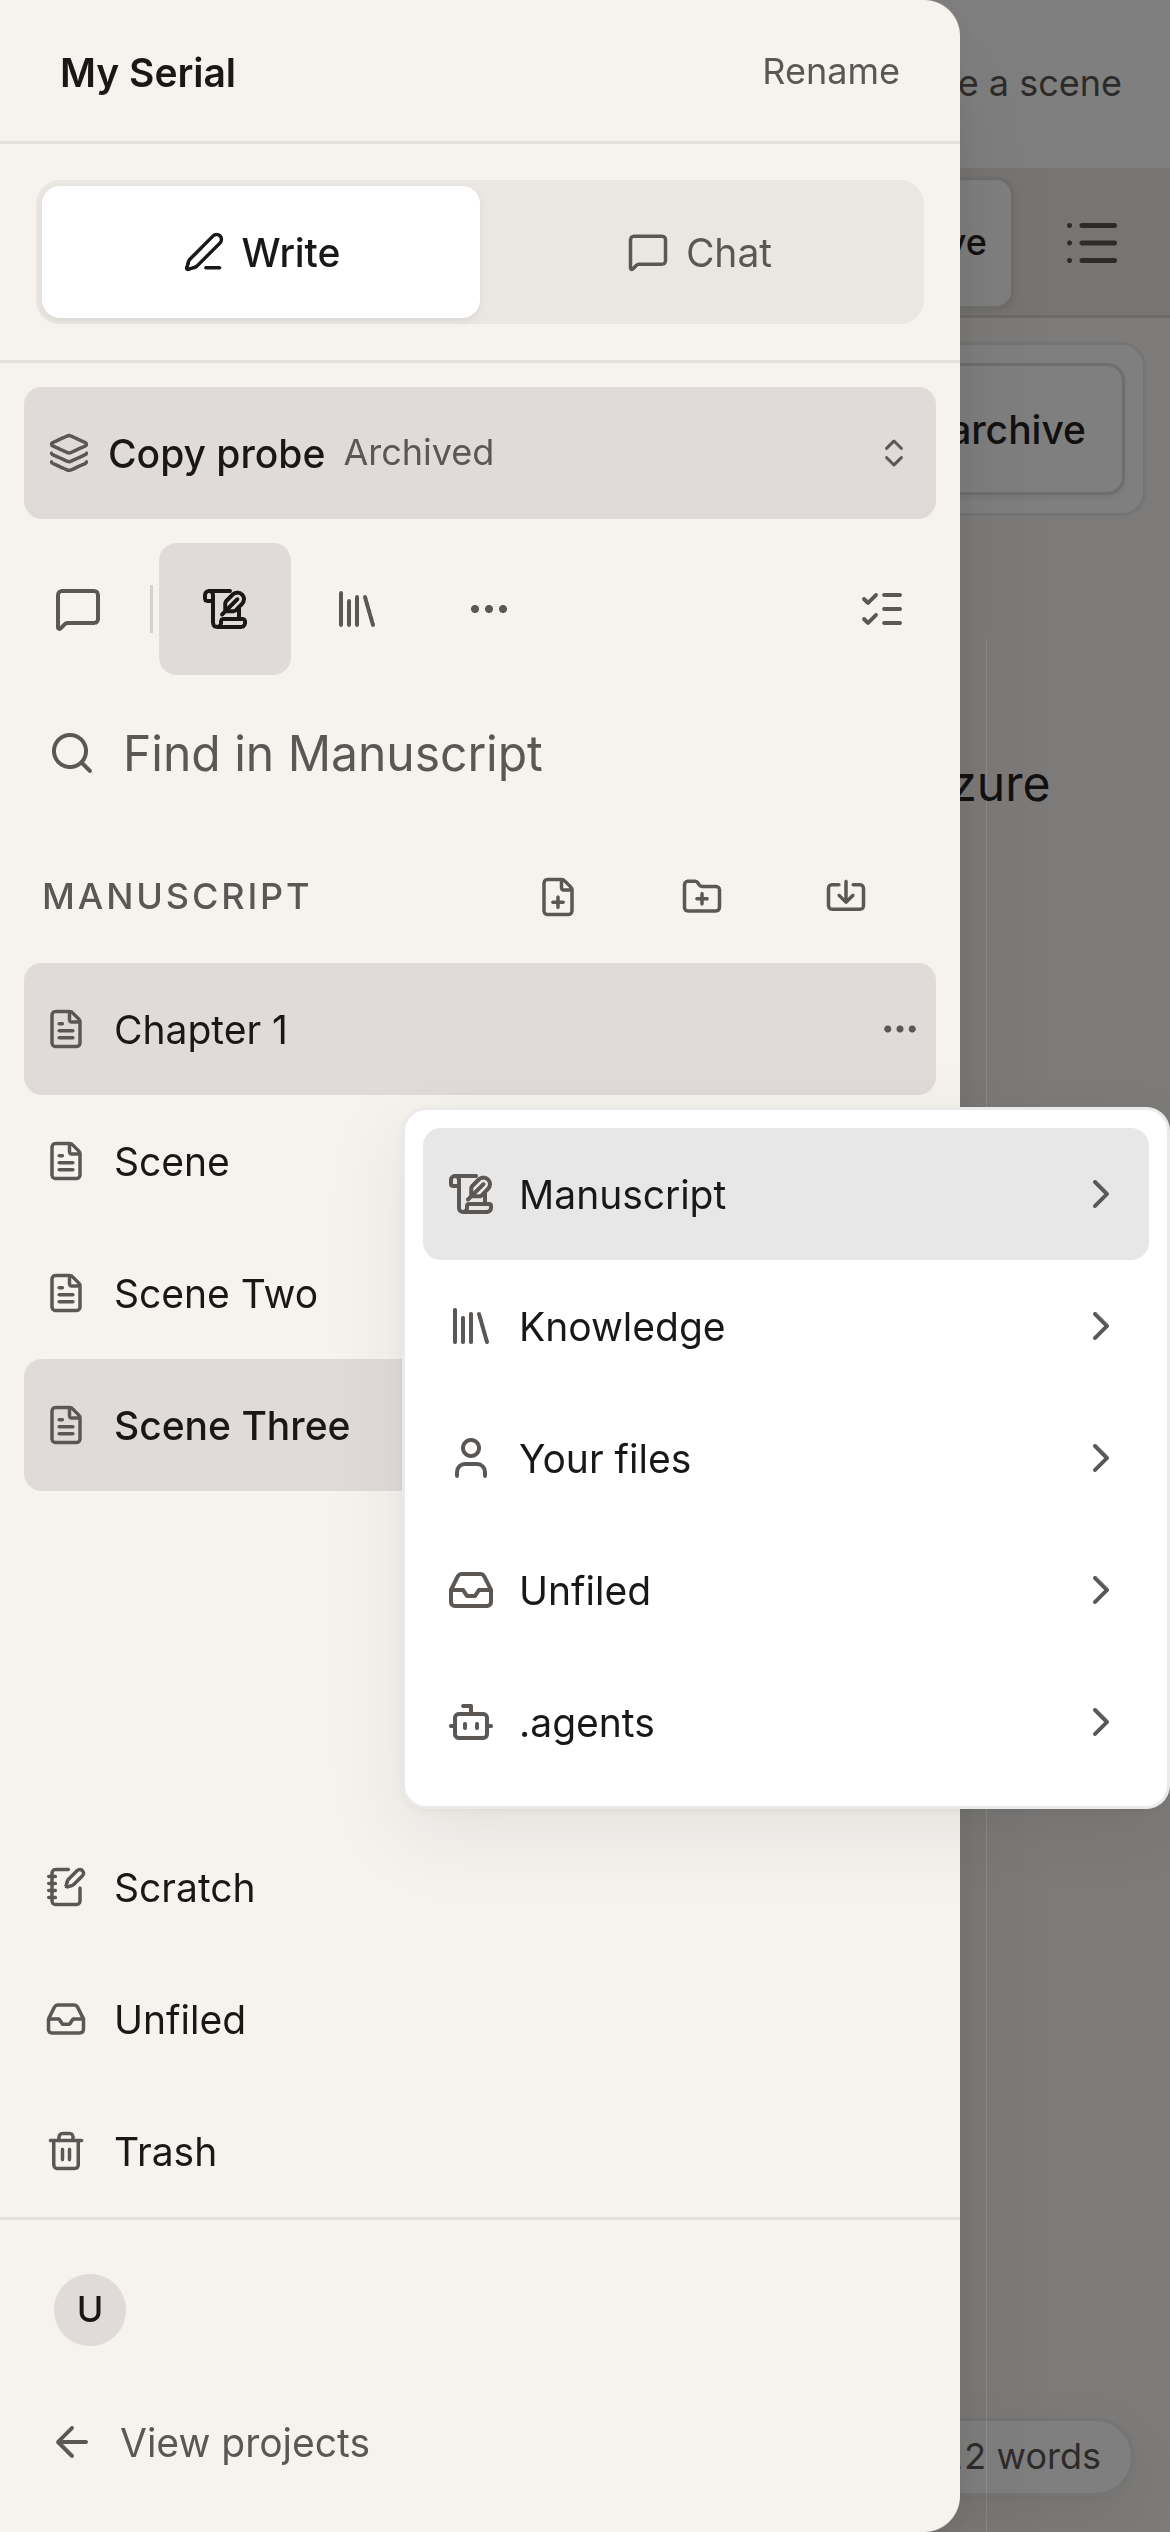 My Serial
Rename
e a scene
Write
Chat
ve
Copy probe Archived
archive
Find in Manuscript
zure
MANUSCRIPT
Chapter 1
Scene
Scene Two
Scene Three
Manuscript
Knowledge
Your files
Unfiled
.agents
Scratch
Unfiled
Trash
U
View projects
2 words